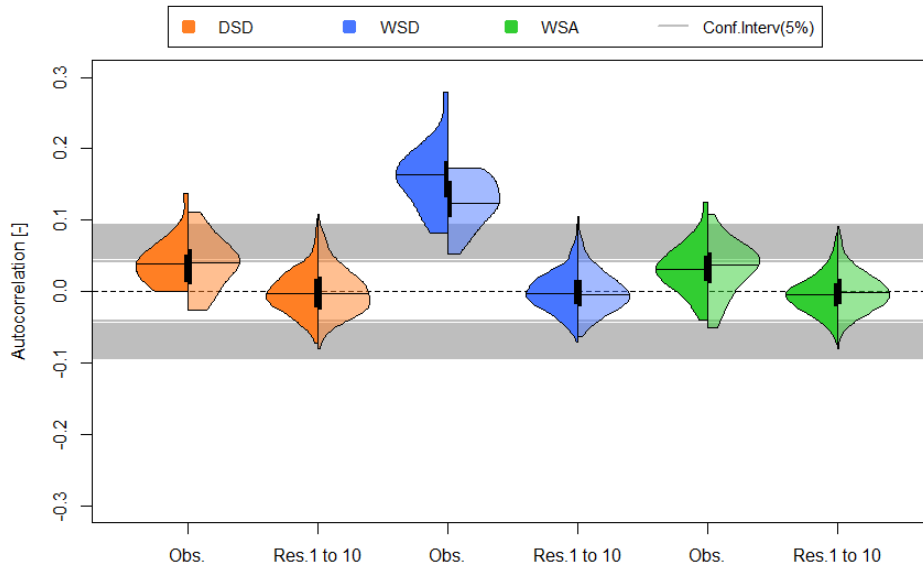 DSD WSD WSA Conf.Interv(5%)
Autocorrelation [-]
0.3
0.2
0.1
0.0
-0.1
-0.2
-0.3
Obs. Res.1 to 10 Obs. Res.1 to 10 Obs. Res.1 to 10